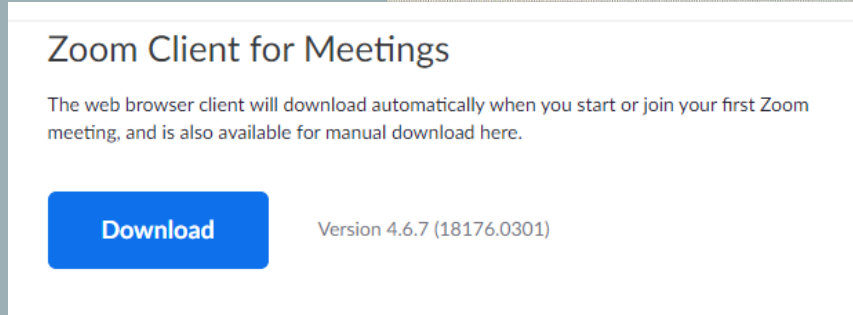 Zoom Client for Meetings
The web browser client will download automatically when you start or join your first Zoom
meeting, and is also available for manual download here.
Download
Version 4.6.7 (18176.0301)